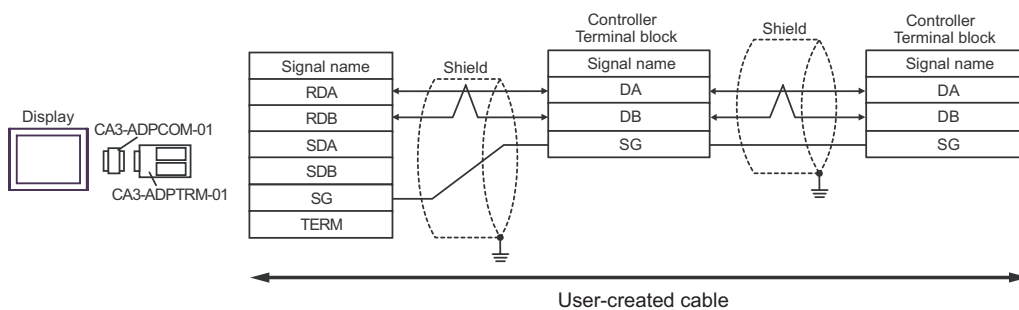 Display
CA3-ADPCOM-01
CA3-ADPTRM-01
Signal name
RDA
RDB
SDA
SDB
SG
TERM
Shield
Controller
Terminal block
Signal name
DA
DB
SG
Shield
Controller
Terminal block
Signal name
DA
DB
SG
User-created cable